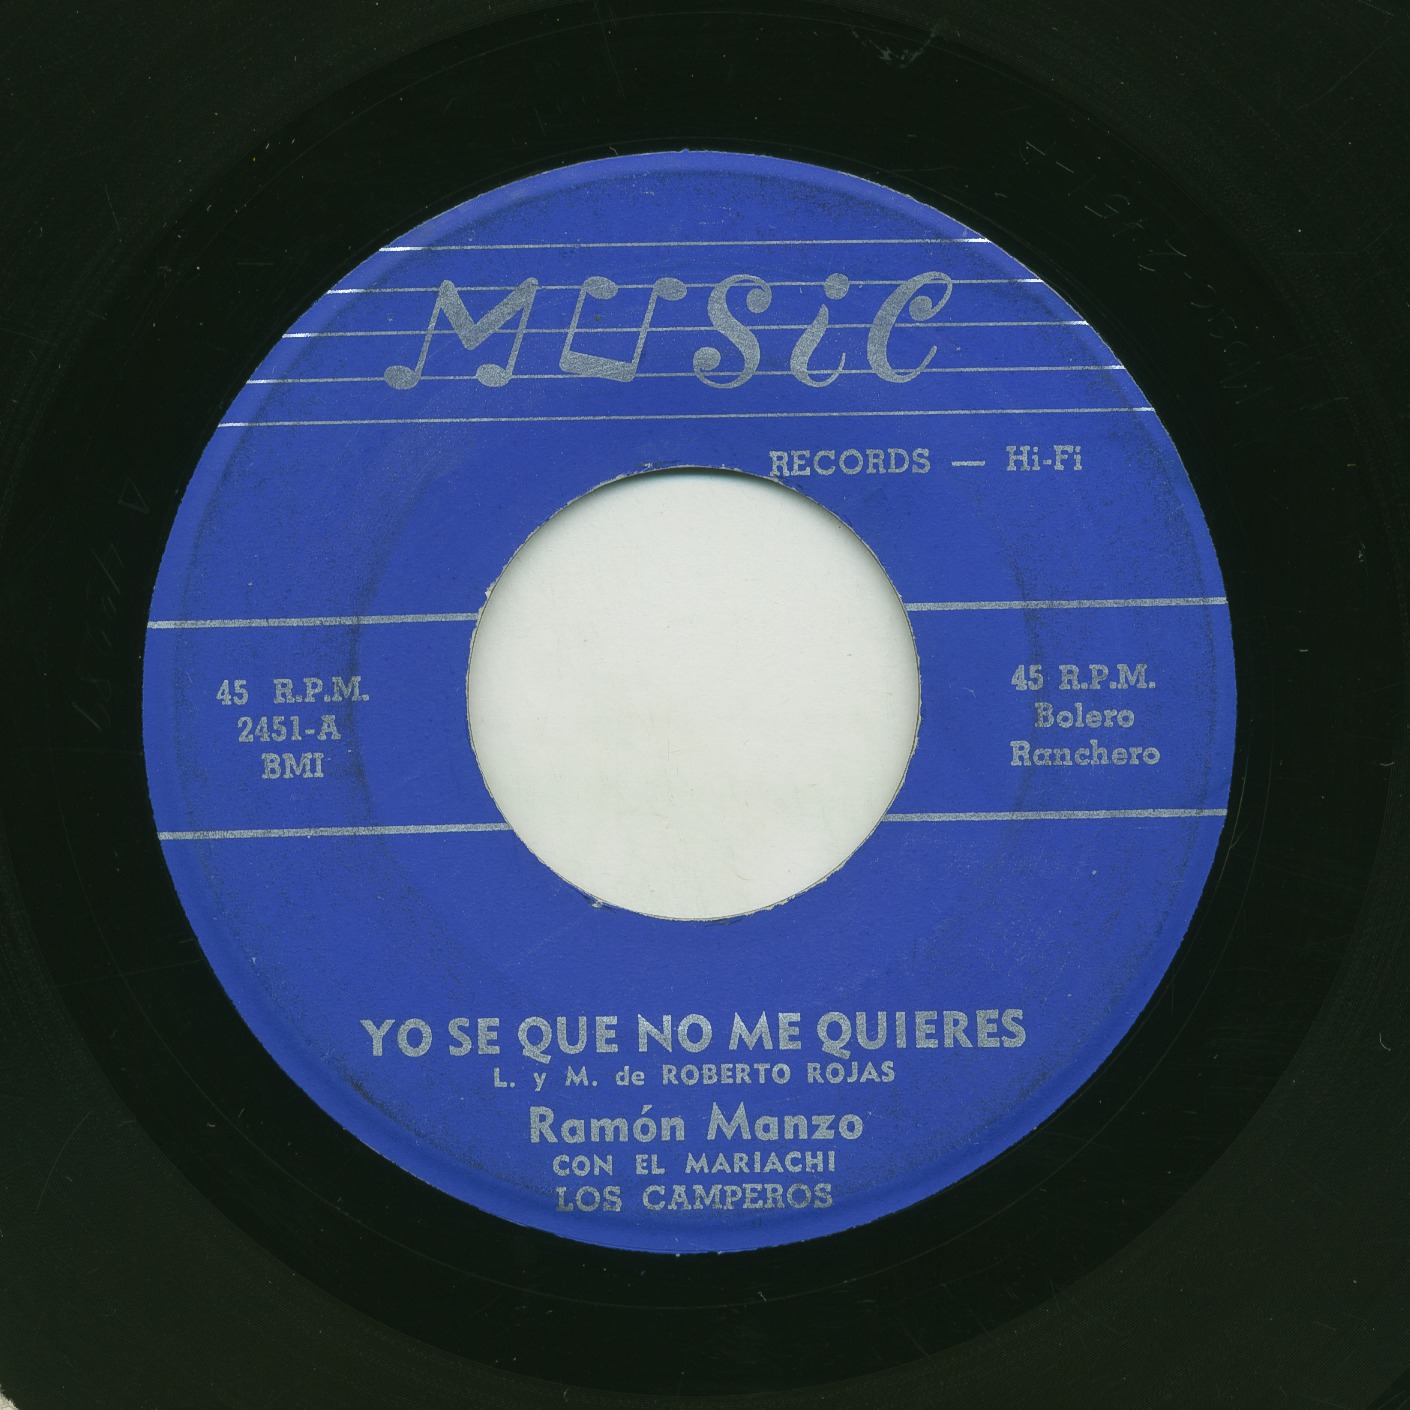 MUSiC
RECORDS — Hi-Fi
45 R.P.M.
2451-A
BMI
45 R.P.M.
Bolero
Ranchero
YO SE QUE NO ME QUIERES
L. y M. de ROBERTO ROJAS
Ramón Manzo
CON EL MARIACHI
LOS CAMPEROS